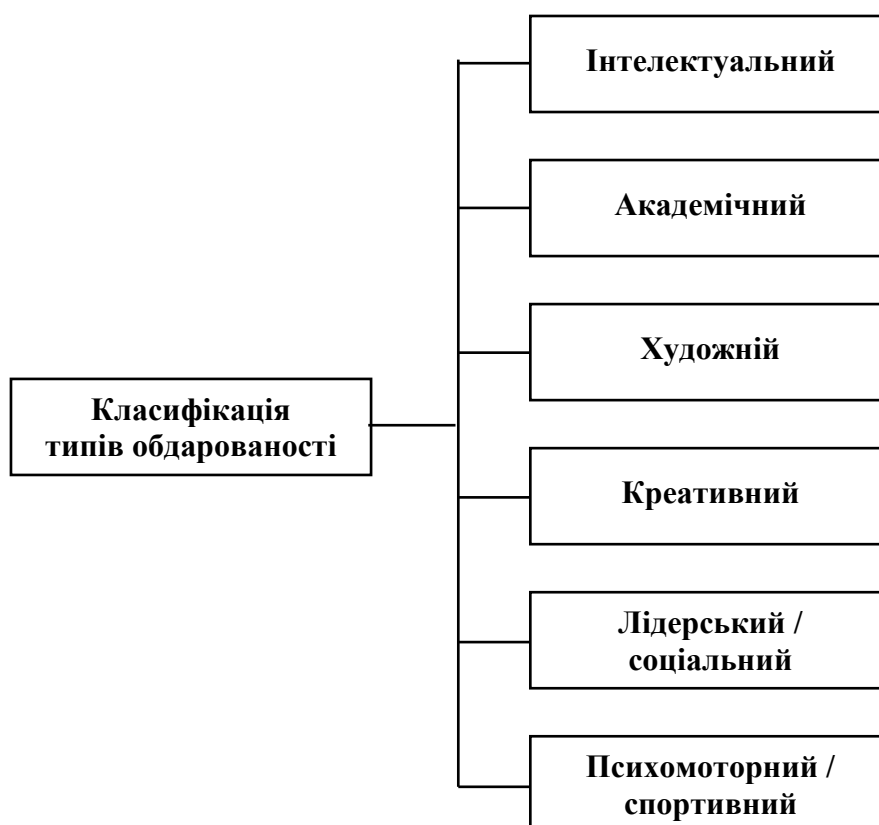 Інтелектуальний
Академічний
Художній
Класифікація
типів обдарованості
Креативний
Лідерський /
соціальний
Психомоторний /
спортивний